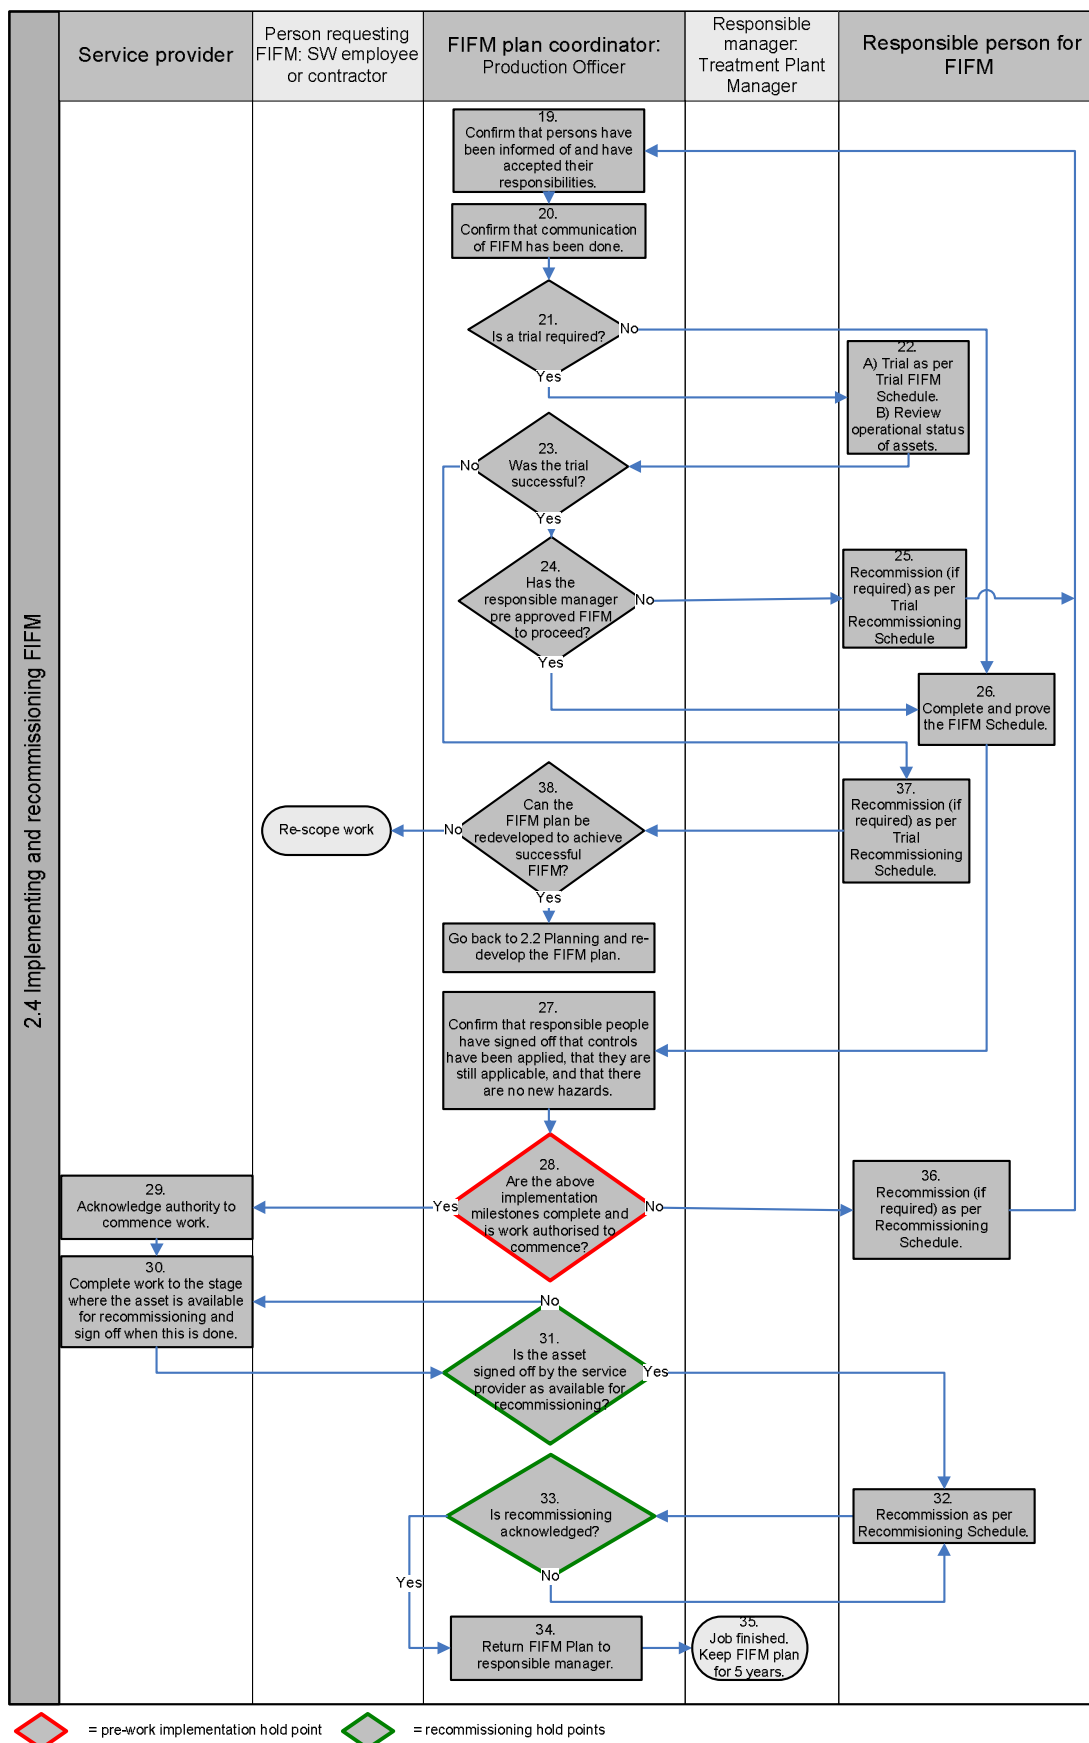 Service provider
Person requesting
FIFM: SW employee
or contractor
FIFM plan coordinator:
Production Officer
Responsible
manager:
Treatment Plant
Manager
Responsible person for
FIFM
2.4 Implementing and recommissioning FIFM
19.
Confirm that persons have
been informed of and have
accepted their
responsibilities.
20.
Confirm that communication
of FIFM has been done.
21.
Is a trial required?
No
Yes
22.
A) Trial as per
Trial FIFM
Schedule.
B) Review
operational status
of assets.
23.
Was the trial
successful?
No
Yes
24.
Has the
responsible manager
pre approved FIFM
to proceed?
No
Yes
25.
Recommission (if
required) as per
Trial
Recommissioning
Schedule
26.
Complete and prove
the FIFM Schedule.
37.
Recommission (if
required) as per
Trial
Recommissioning
Schedule.
38.
Can the
FIFM plan be
redeveloped to achieve
successful
FIFM?
No
Yes
Re-scope work
Go back to 2.2 Planning and re-
develop the FIFM plan.
27.
Confirm that responsible people
have signed off that controls
have been applied, that they are
still applicable, and that there
are no new hazards.
28.
Are the above
implementation
milestones complete and
is work authorised to
commence?
Yes
No
29.
Acknowledge authority to
commence work.
36.
Recommission (if
required) as per
Recommissioning
Schedule.
30.
Complete work to the stage
where the asset is available
for recommissioning and
sign off when this is done.
No
31.
Is the asset
signed off by the service
provider as available for
recommissioning?
Yes
32.
Recommission as per
Recommisioning Schedule.
33.
Is recommissioning
acknowledged?
No
Yes
34.
Return FIFM Plan to
responsible manager.
35.
Job finished.
Keep FIFM plan
for 5 years.
= pre-work implementation hold point
= recommissioning hold points